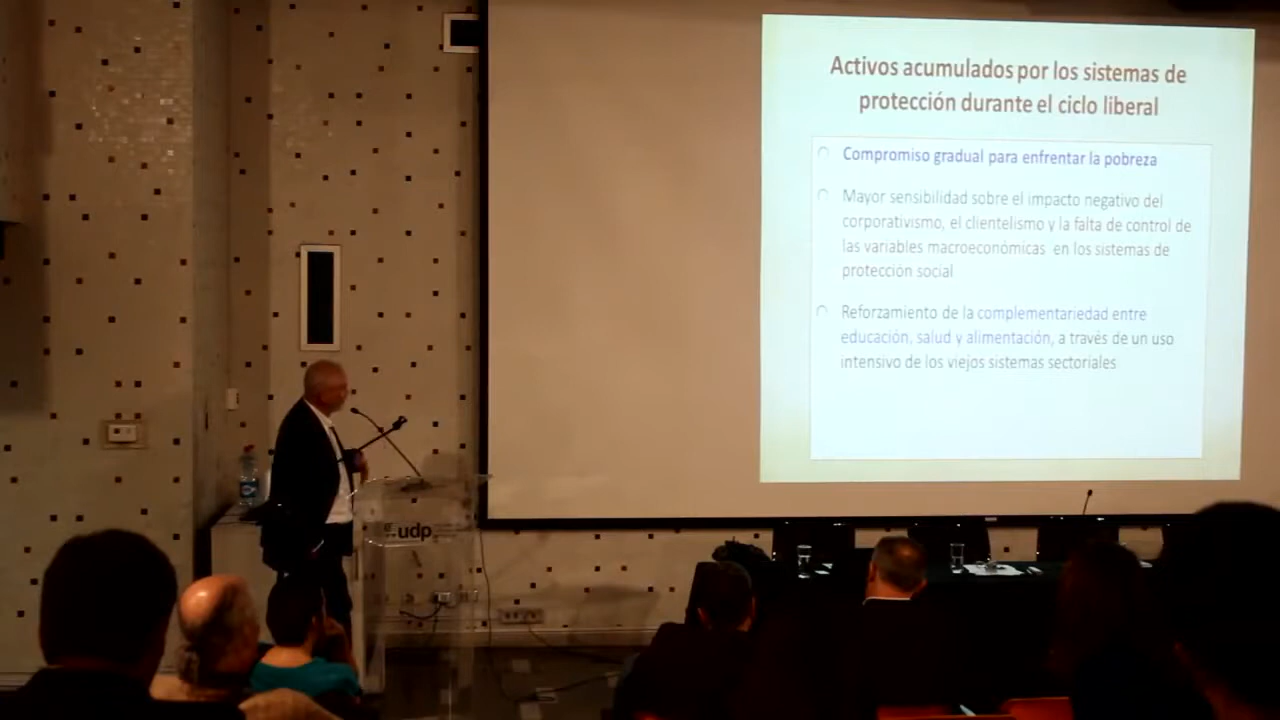 Activos acumulados por los sistemas de
protección durante el ciclo liberal
Compromiso gradual para enfrentar la pobreza
Mayor sensibilidad sobre el impacto negativo del
corporativismo, el clientelismo y la falta de control de
las variables macroeconómicas en los sistemas de
protección social
Reforzamiento de la complementariedad entre
educación, salud y alimentación, a través de un uso
intensivo de los viejos sistemas sectoriales
udp